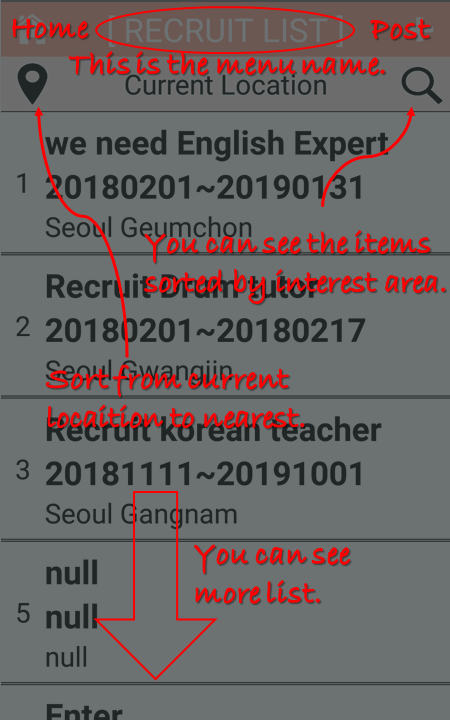 Home [ RECRUIT LIST ] Post
This is the menu name.
Current Location
we need English Expert
1 20180201~20190131
Seoul Geumchon
You can see the items
sorted by interest area.
Recruit Drum tutor
2 20180201~20180217
Seoul Gwangjin
Sort from current
locaition to nearest.
Recruit korean teacher
3 20181111~20191001
Seoul Gangnam
You can see
more list.
null
5 null
null
Enter